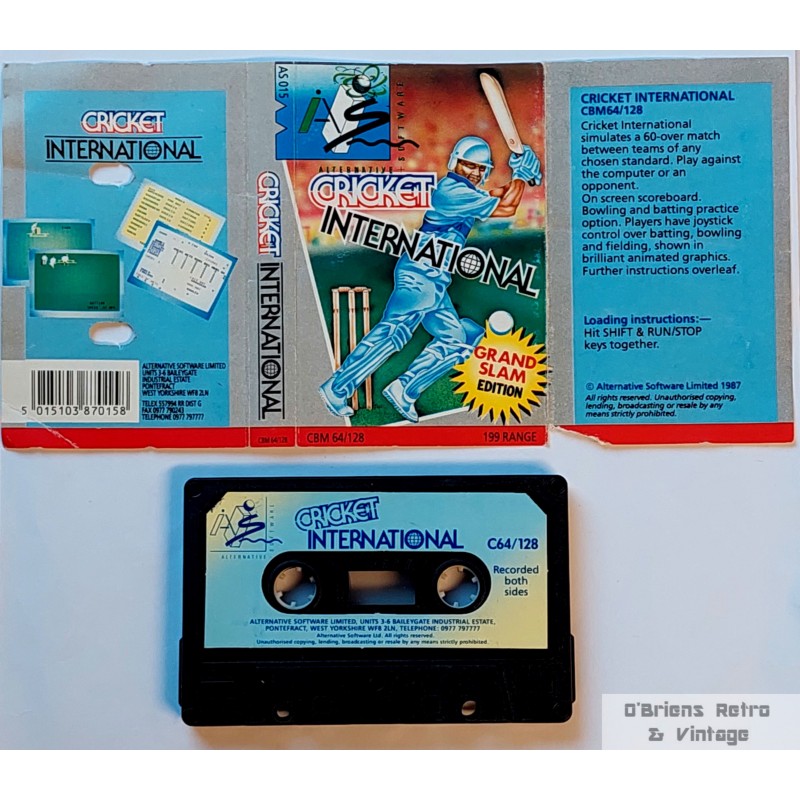 CRICKET
INTERNATIONAL
5 015103 870158
ALTERNATIVE SOFTWARE LIMITED
UNITS 3-6 BAILEYGATE
INDUSTRIAL ESTATE
PONTEFRACT
WEST YORKSHIRE WF8 2LN
TELEX 557994 RR DIST G
FAX 0977 790243
TELEPHONE 0977 797777
AS 015
CRICKET INTERNATIONAL
CBM 64/128
ALTERNATIVE SOFTWARE
CRICKET
INTERNATIONAL
GRAND
SLAM
EDITION
CBM 64/128
199 RANGE
CRICKET INTERNATIONAL
CBM64/128
Cricket International
simulates a 60-over match
between teams of any
chosen standard. Play against
the computer or an
opponent.
On screen scoreboard.
Bowling and batting practice
option. Players have joystick
control over batting, bowling
and fielding, shown in
brilliant animated graphics.
Further instructions overleaf.
Loading instructions:—
Hit SHIFT & RUN/STOP
keys together.
© Alternative Software Limited 1987
All rights reserved. Unauthorised copying,
lending, broadcasting or resale by any
means strictly prohibited.
ALTERNATIVE SOFTWARE
CRICKET
INTERNATIONAL
C64/128
Recorded
both
sides
ALTERNATIVE SOFTWARE LIMITED, UNITS 3-6 BAILEYGATE INDUSTRIAL ESTATE,
PONTEFRACT, WEST YORKSHIRE WF8 2LN, TELEPHONE: 0977 797777
Alternative Software Ltd. All rights reserved.
Unauthorised copying, lending, broadcasting or resale by any means strictly prohibited.
O'Briens Retro
& Vintage